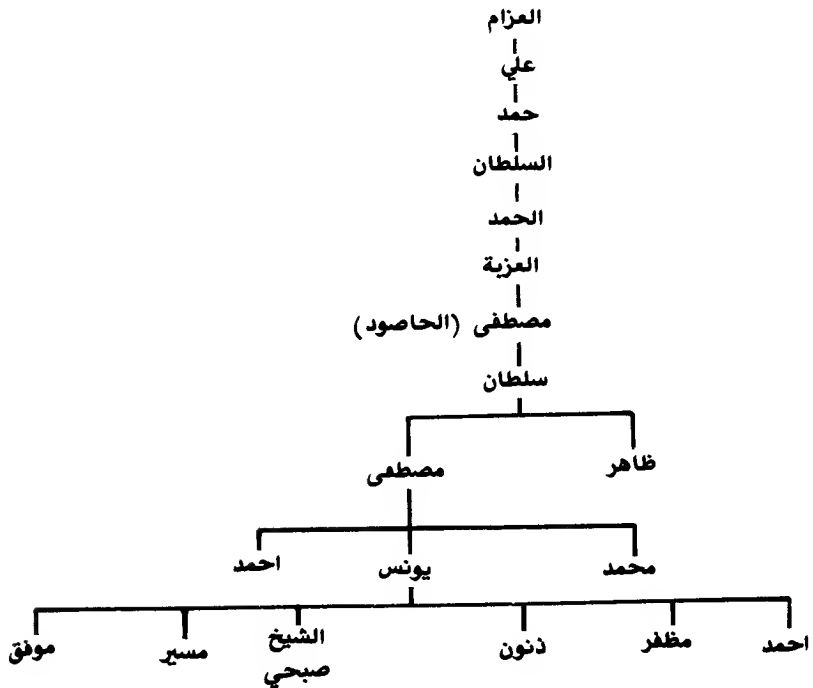 العزام
علي
حمد
السلطان
الحمد
العزبة
مصطفى (الحاصود)
سلطان
ظاهر
مصطفى
محمد
يونس
احمد
احمد
مظفر
ذنون
الشيخ
صبحي
مسير
موفق